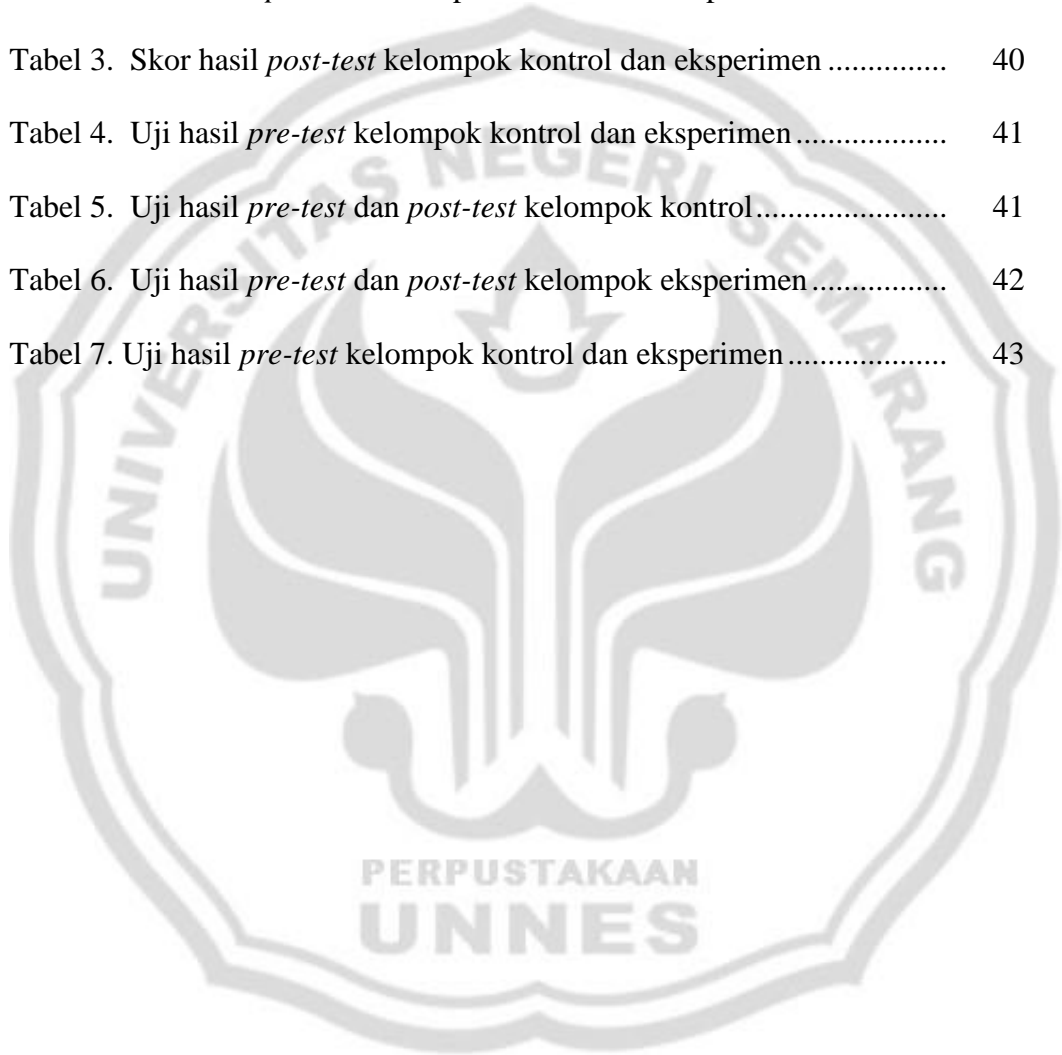 Tabel 3. Skor hasil post-test kelompok kontrol dan eksperimen ............... 40
Tabel 4. Uji hasil pre-test kelompok kontrol dan eksperimen .................. 41
Tabel 5. Uji hasil pre-test dan post-test kelompok kontrol ....................... 41
Tabel 6. Uji hasil pre-test dan post-test kelompok eksperimen ................ 42
Tabel 7. Uji hasil pre-test kelompok kontrol dan eksperimen ................... 43
UNIVERSITAS NEGERI SEMARANG
PERPUSTAKAAN
UNNES